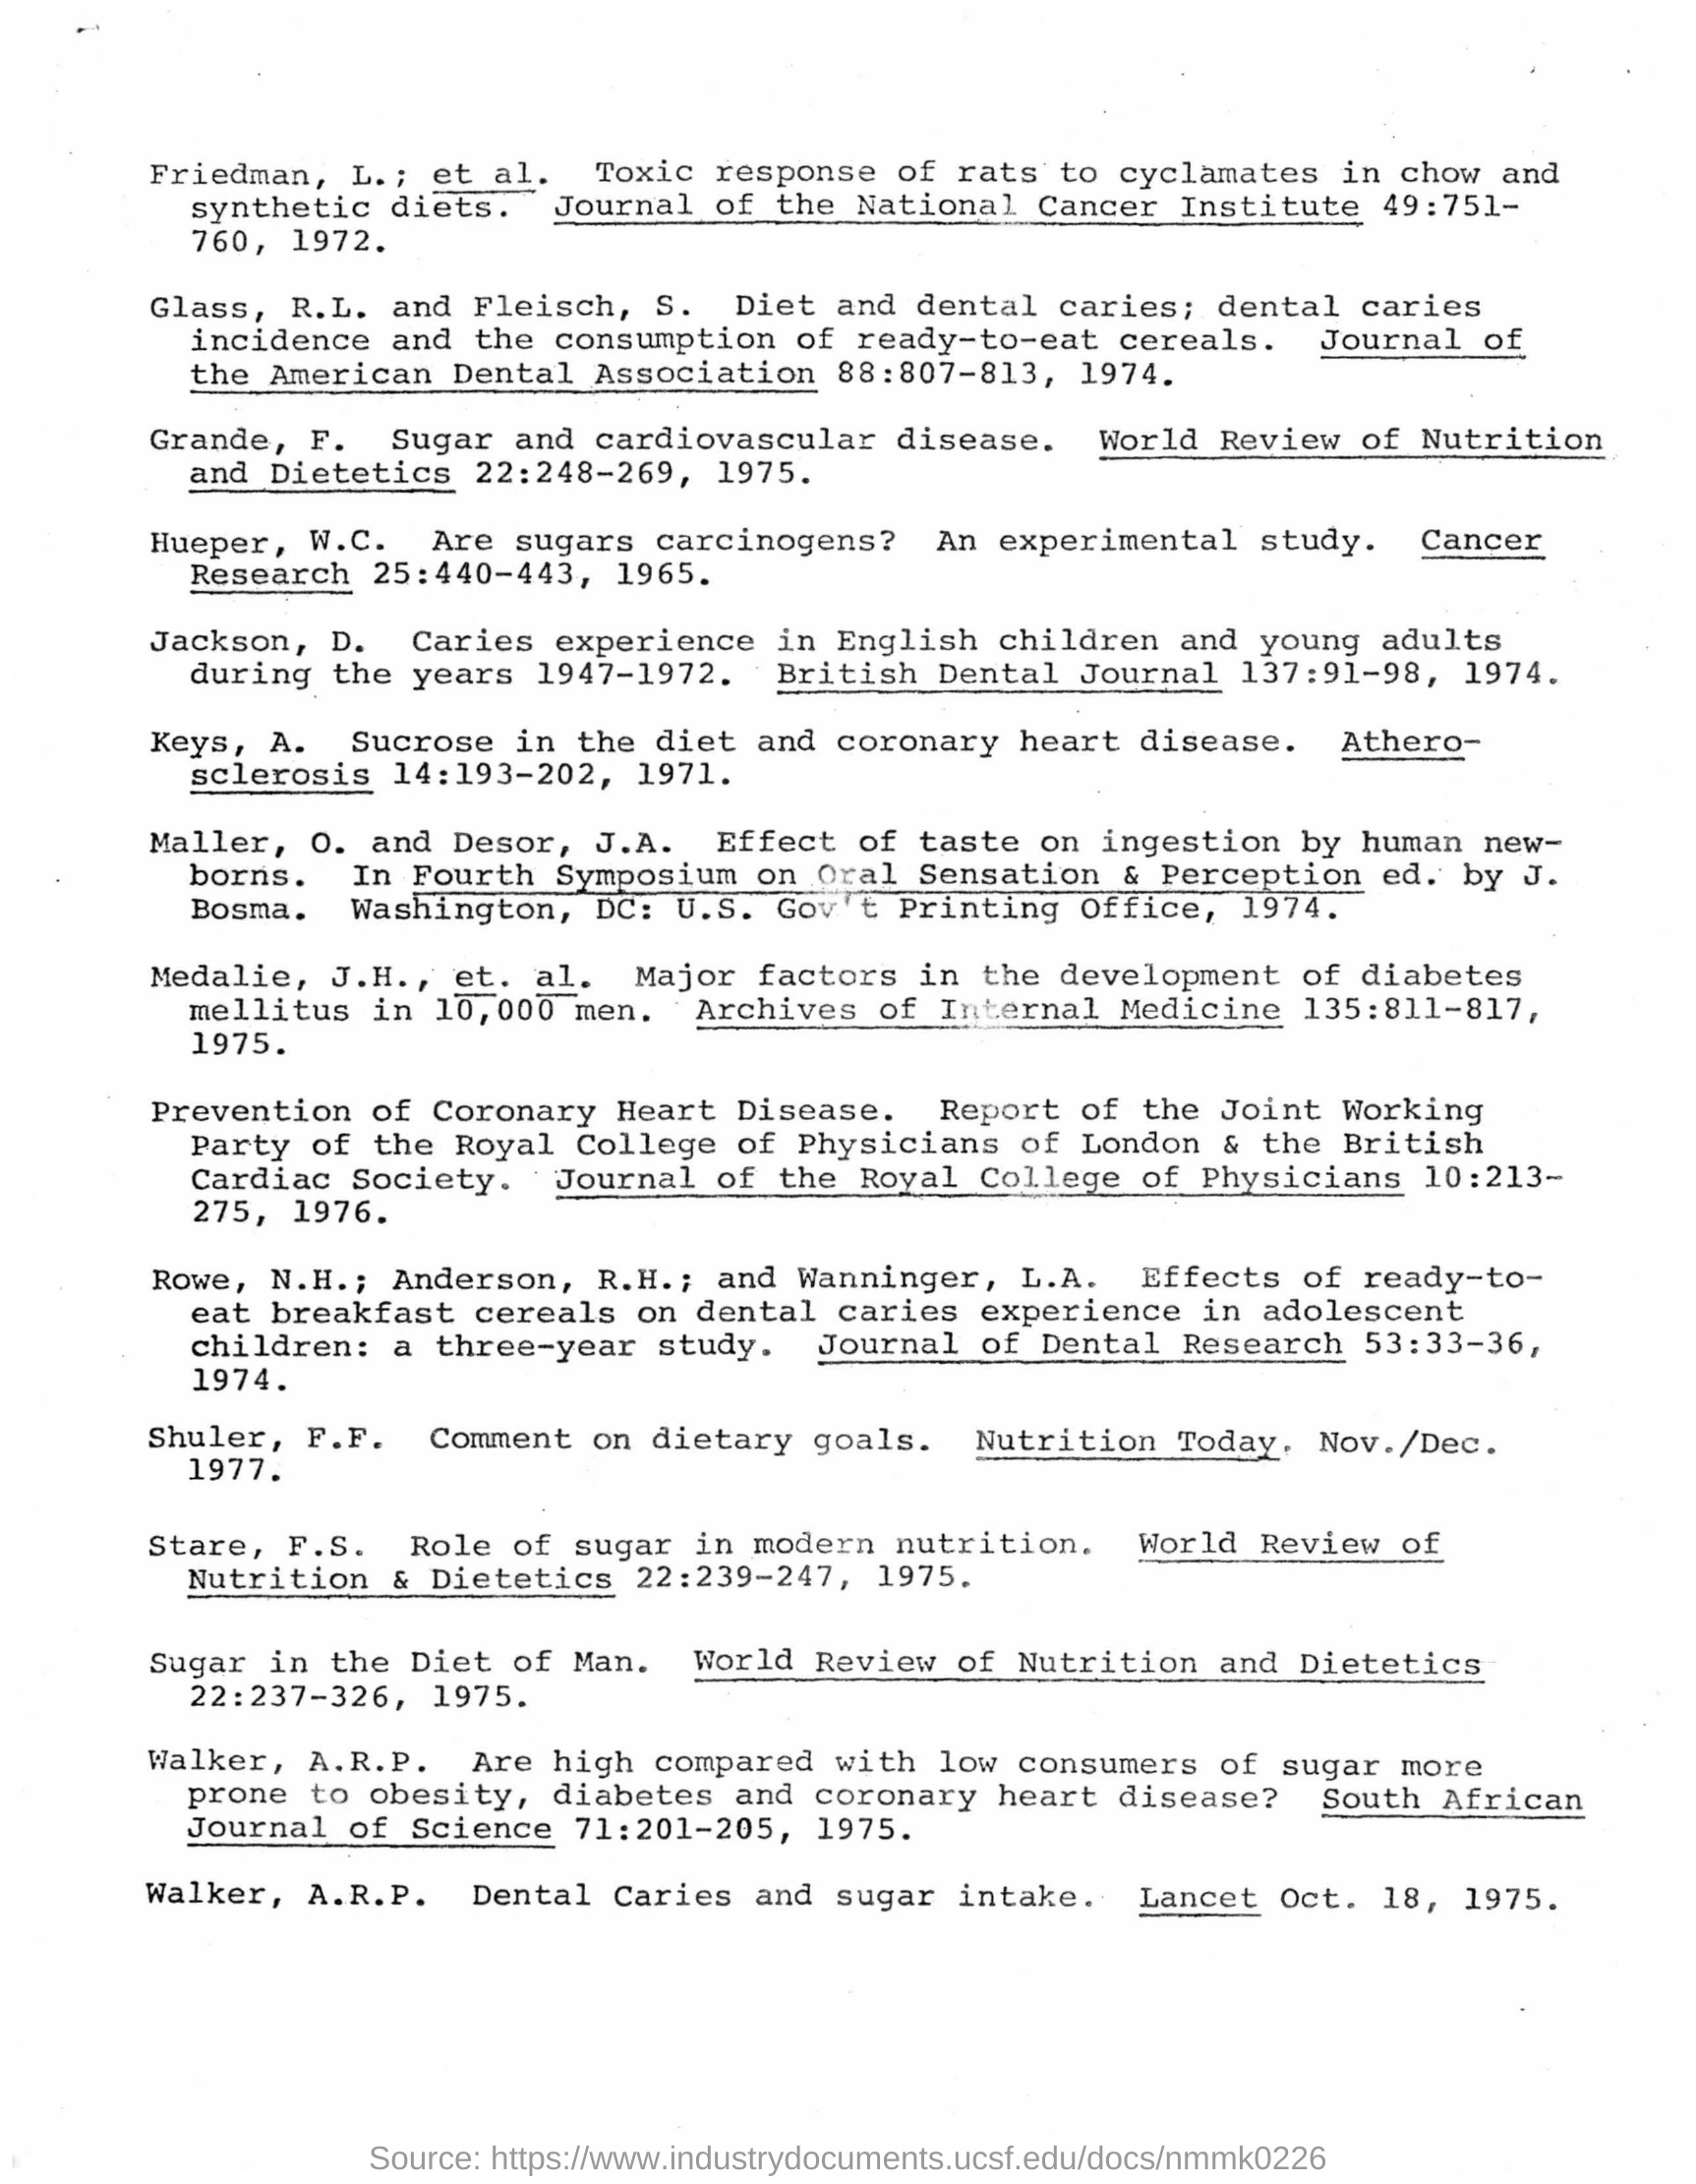 Friedman, L.; et al. Toxic response of rats to cyclamates in chow and
synthetic diets. Journal of the National Cancer Institute 49:751-
760, 1972.
Glass, R.L. and Fleisch, S. Diet and dental caries; dental caries
incidence and the consumption of ready-to-eat cereals. Journal of
the American Dental Association 88:807-813, 1974.
Grande, F. Sugar and cardiovascular disease. World Review of Nutrition
and Dietetics 22:248-269, 1975.
Hueper, W.C. Are sugars carcinogens? An experimental study. Cancer
Research 25:440-443, 1965.
Jackson, D. Caries experience in English children and young adults
during the years 1947-1972. British Dental Journal 137:91-98, 1974.
Keys, A. Sucrose in the diet and coronary heart disease. Athero-
sclerosis 14:193-202, 1971.
Maller, O. and Desor, J.A. Effect of taste on ingestion by human new-
borns. In Fourth Symposium on Oral Sensation & Perception ed. by J.
Bosma. Washington, DC: U.S. Gov't Printing Office, 1974.
Medalie, J.H., et. al. Major factors in the development of diabetes
mellitus in 10,000 men. Archives of Internal Medicine 135:811-817,
1975.
Prevention of Coronary Heart Disease. Report of the Joint Working
Party of the Royal College of Physicians of London & the British
Cardiac Society. Journal of the Royal College of Physicians 10:213-
275, 1976.
Rowe, N.H.; Anderson, R.H.; and Wanninger, L.A. Effects of ready-to-
eat breakfast cereals on dental caries experience in adolescent
children: a three-year study. Journal of Dental Research 53:33-36,
1974.
Shuler, F.F. Comment on dietary goals. Nutrition Today. Nov./Dec.
1977.
Stare, F.S. Role of sugar in modern nutrition. World Review of
Nutrition & Dietetics 22:239-247, 1975.
Sugar in the Diet of Man. World Review of Nutrition and Dietetics
22:237-326, 1975.
Walker, A.R.P. Are high compared with low consumers of sugar more
prone to obesity, diabetes and coronary heart disease? South African
Journal of Science 71:201-205, 1975.
Walker, A.R.P. Dental Caries and sugar intake. Lancet Oct. 18, 1975.
Source: https://www.industrydocuments.ucsf.edu/docs/nmmk0226